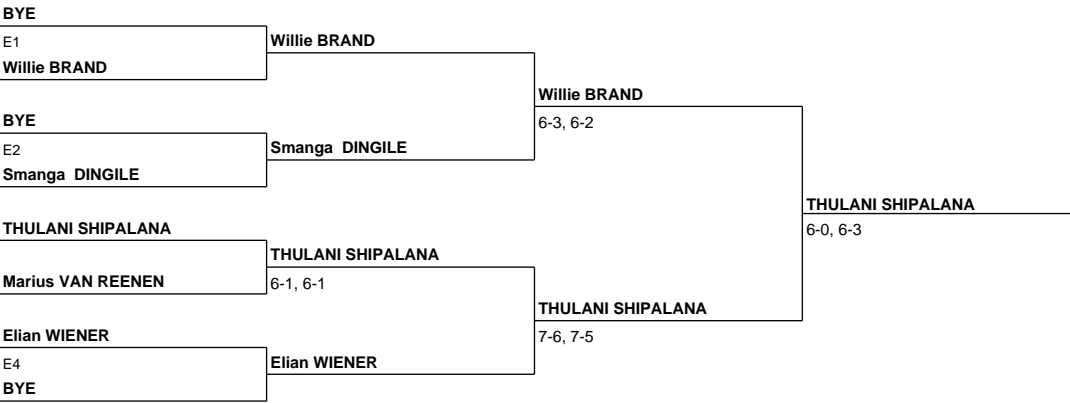 BYE
E1
Willie BRAND
Willie BRAND
Willie BRAND
6-3, 6-2
BYE
E2
Smanga DINGILE
Smanga DINGILE
THULANI SHIPALANA
6-0, 6-3
THULANI SHIPALANA
THULANI SHIPALANA
Marius VAN REENEN
6-1, 6-1
THULANI SHIPALANA
7-6, 7-5
Elian WIENER
E4
Elian WIENER
BYE